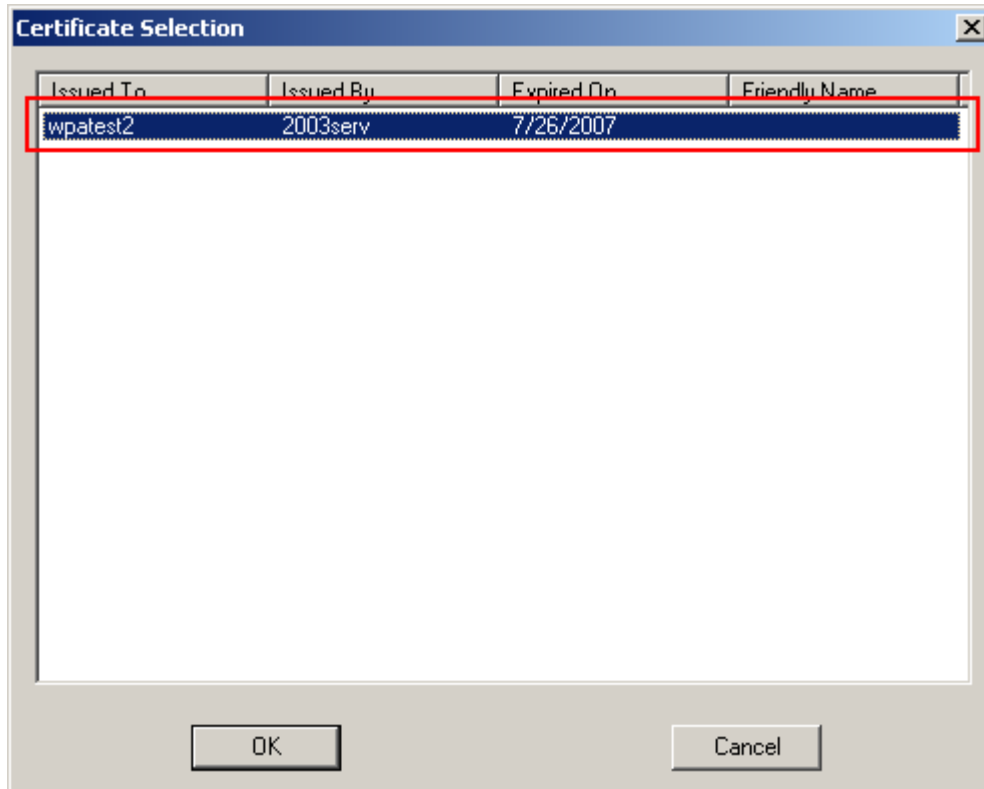 Certificate Selection
Issued To Issued By Expired On Friendly Name
wpatest2 2003serv 7/26/2007
OK Cancel